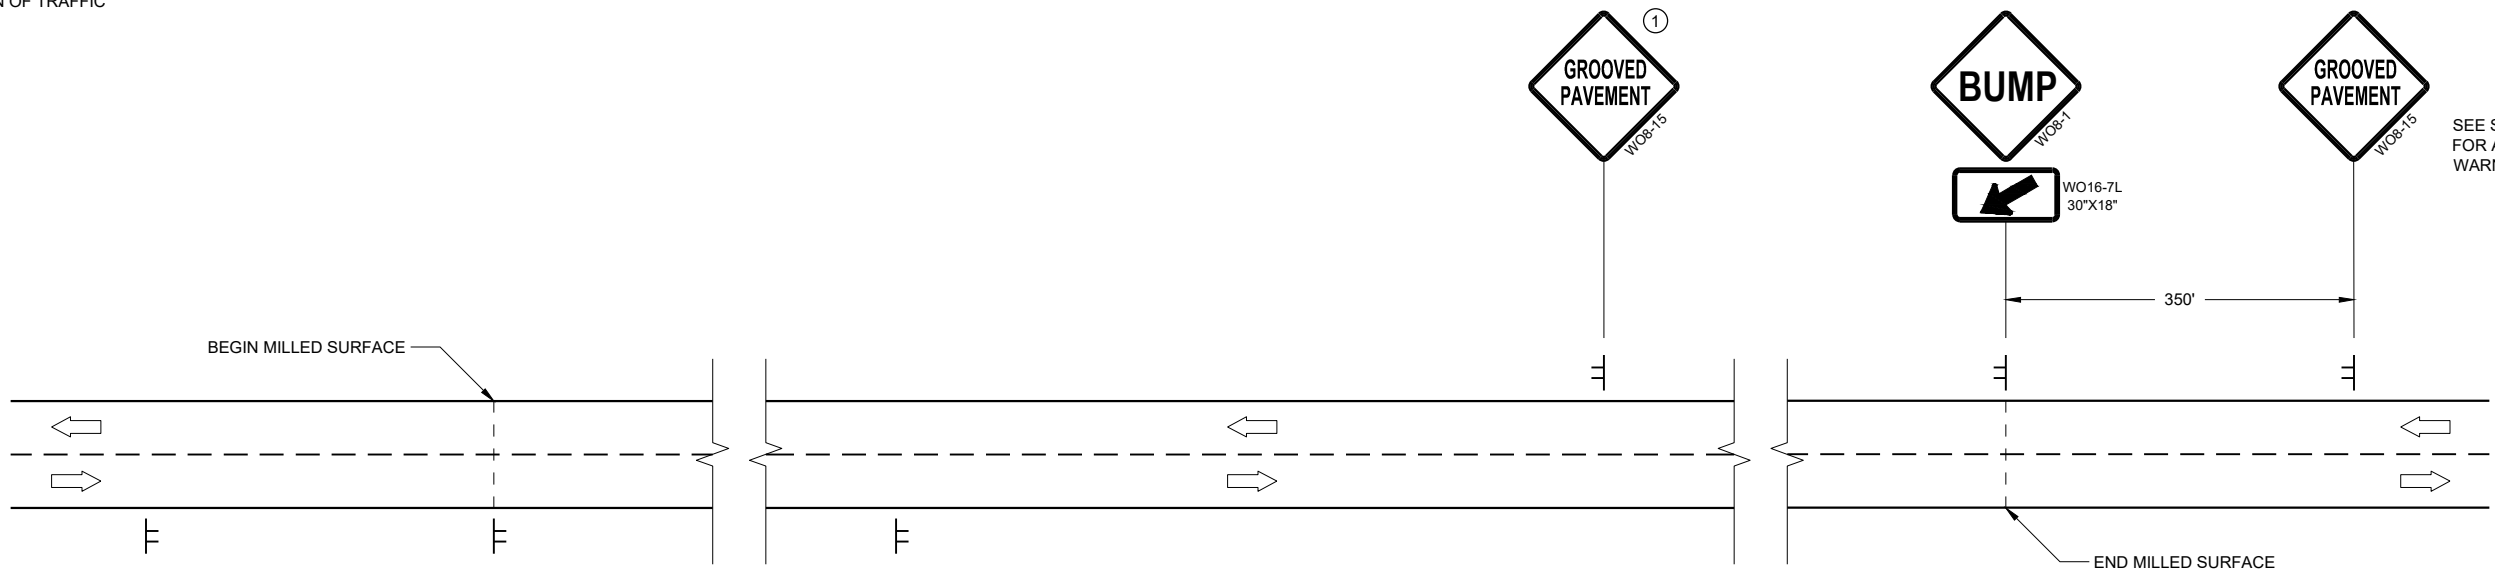 OF TRAFFIC
1
GROOVED
PAVEMENT
WO8-15
BUMP
WO8-1
WO16-7L
30"X18"
GROOVED
PAVEMENT
WO8-15
SEE
FOR
350'
BEGIN MILLED SURFACE
END MILLED SURFACE